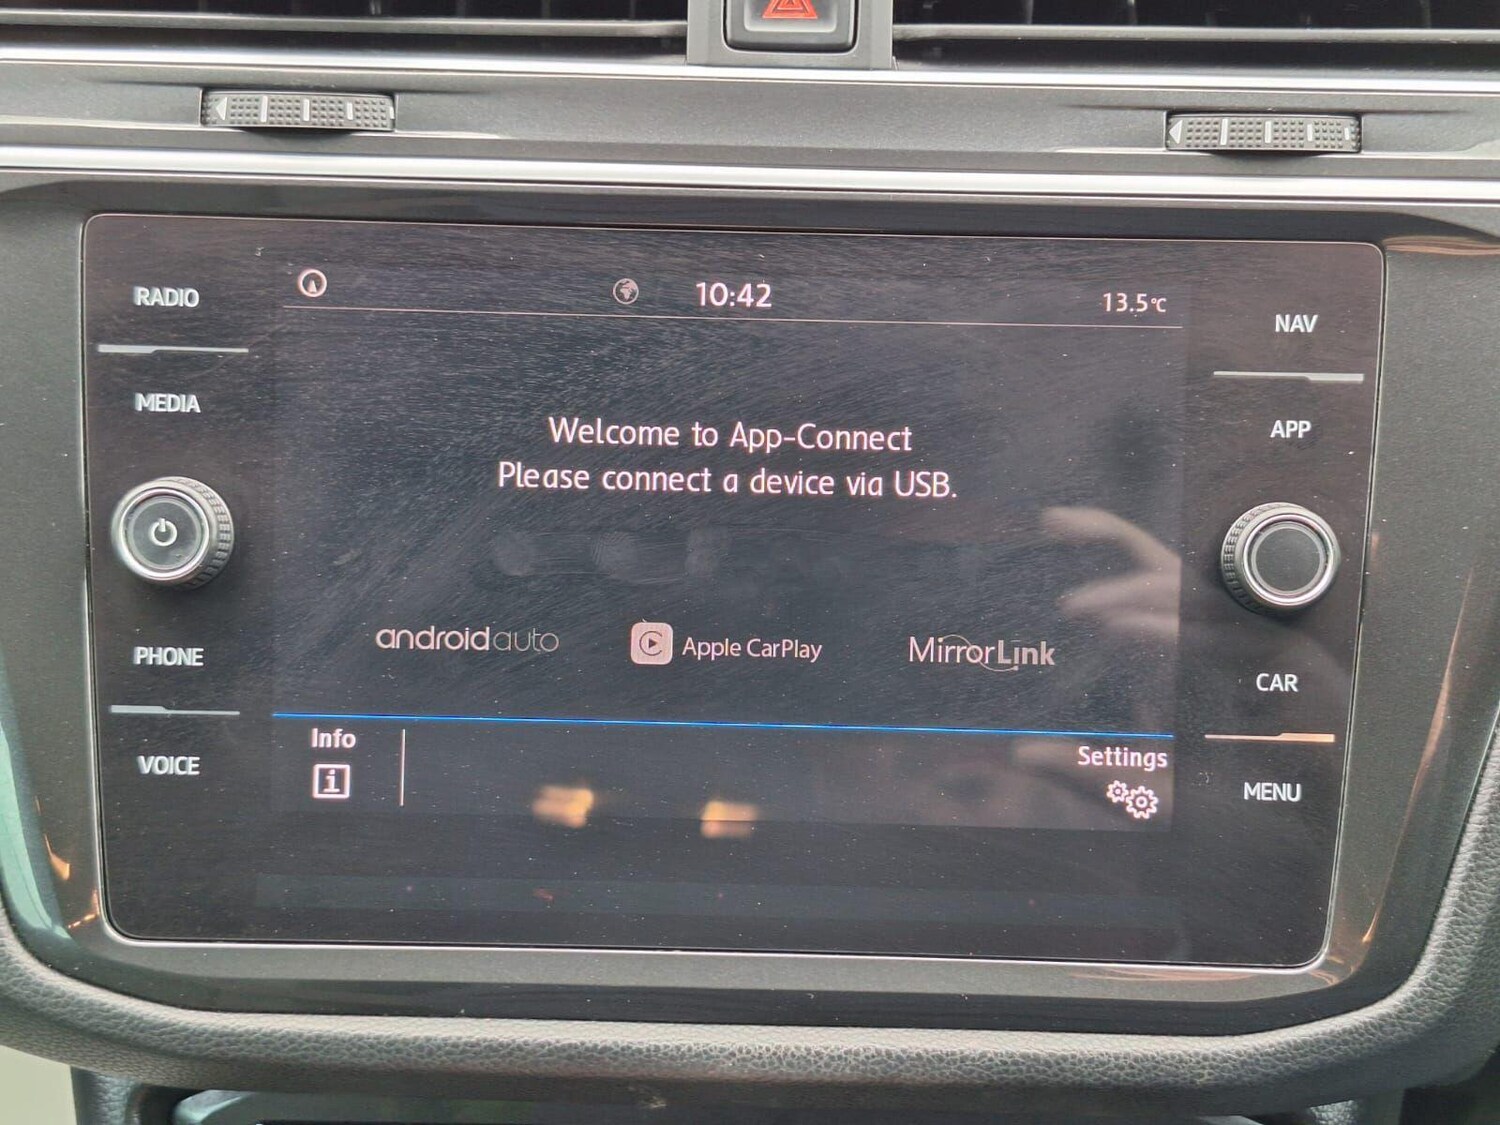 RADIO
MEDIA
PHONE
VOICE
10:42
13.5°C
Welcome to App-Connect
Please connect a device via USB.
androidauto
Apple CarPlay
MirrorLink
Info
i
Settings
NAV
APP
CAR
MENU